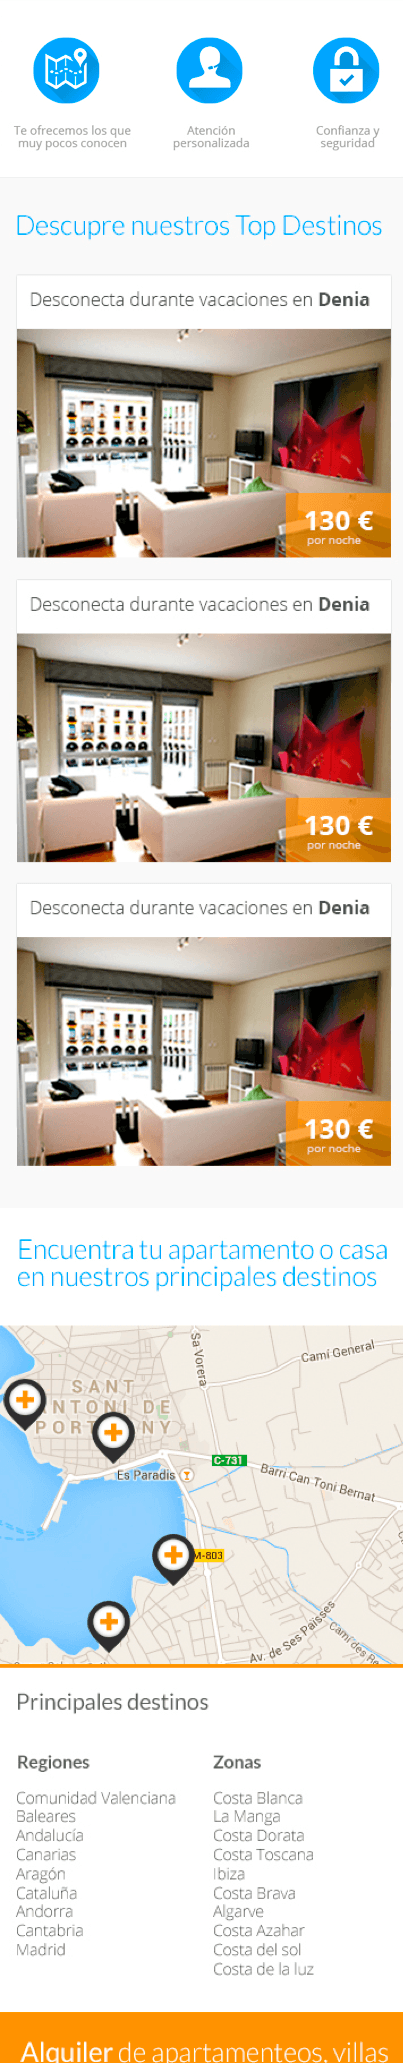 Te ofrecemos los que
muy pocos conocen
Atención
personalizada
Confianza y
seguridad
Descupre nuestros Top Destinos
Desconecta durante vacaciones en Denia
130 €
por noche
Desconecta durante vacaciones en Denia
130 €
por noche
Desconecta durante vacaciones en Denia
130 €
por noche
Encuentra tu apartamento o casa
en nuestros principales destinos
Sa Vorera
Camí General
SANT
ANTONI DE
PORTMANY
C-731
Es Paradis
Barri Can Toni Bernat
M-803
Av. de Ses Païsses
Camí des
Principales destinos
Regiones
Comunidad Valenciana
Baleares
Andalucía
Canarias
Aragón
Cataluña
Andorra
Cantabria
Madrid
Zonas
Costa Blanca
La Manga
Costa Dorata
Costa Toscana
Ibiza
Costa Brava
Algarve
Costa Azahar
Costa del sol
Costa de la luz
Alquiler de apartamenteos, villas